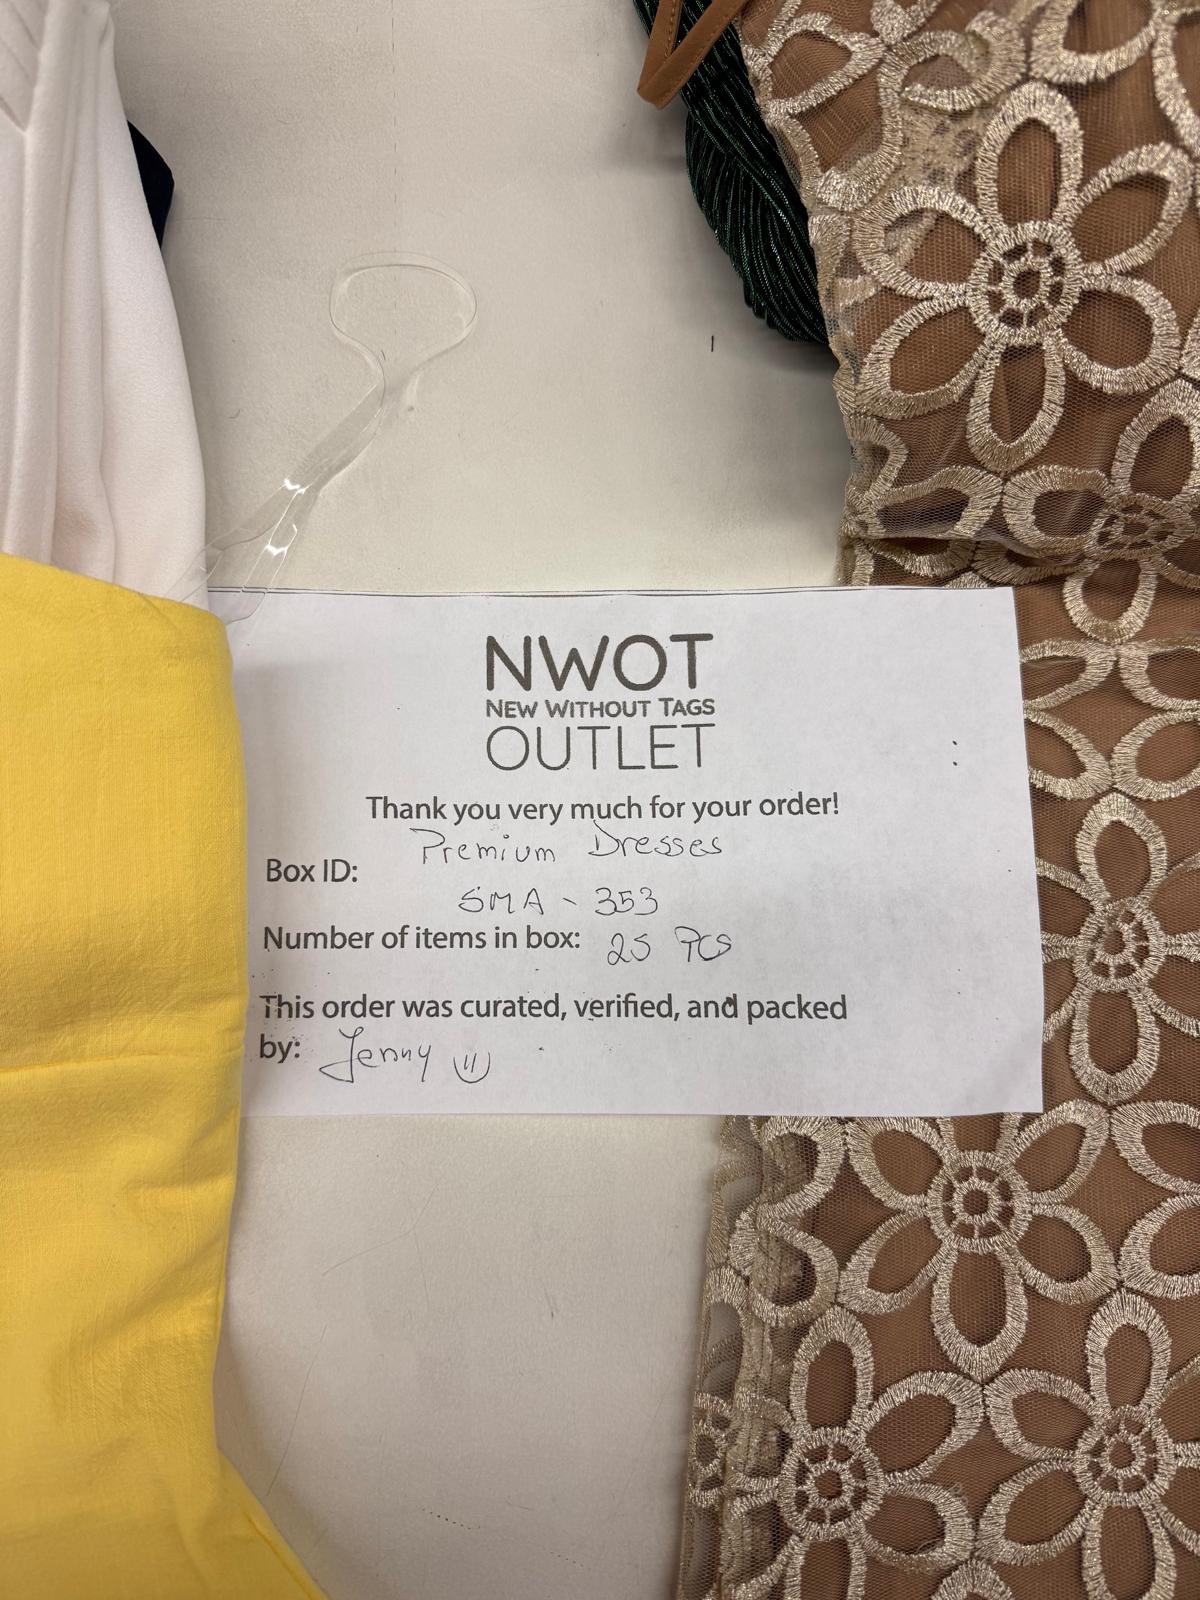 NWOT
NEW WITHOUT TAGS
OUTLET
Thank you very much for your order!
Premium Dresses
Box ID:
SMA - 353
Number of items in box: 25 PCS
This order was curated, verified, and packed
by: Jenny